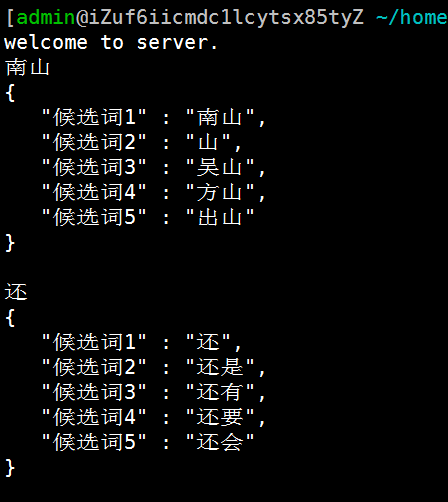 [admin@iZuf6iicmdc1lcytsx85tyZ ~/home
welcome to server.
南山
{
   "候选词1" : "南山",
   "候选词2" : "山",
   "候选词3" : "吴山",
   "候选词4" : "方山",
   "候选词5" : "出山"
}

还
{
   "候选词1" : "还",
   "候选词2" : "还是",
   "候选词3" : "还有",
   "候选词4" : "还要",
   "候选词5" : "还会"
}